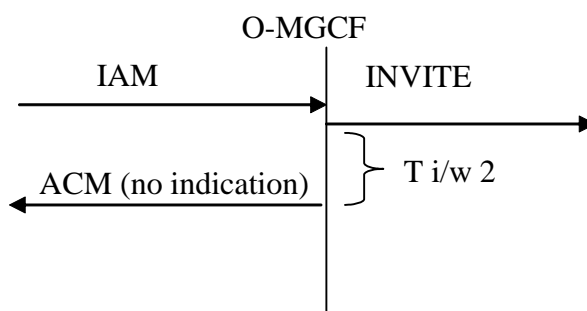 O-MGCF
IAM
INVITE
T i/w 2
ACM (no indication)